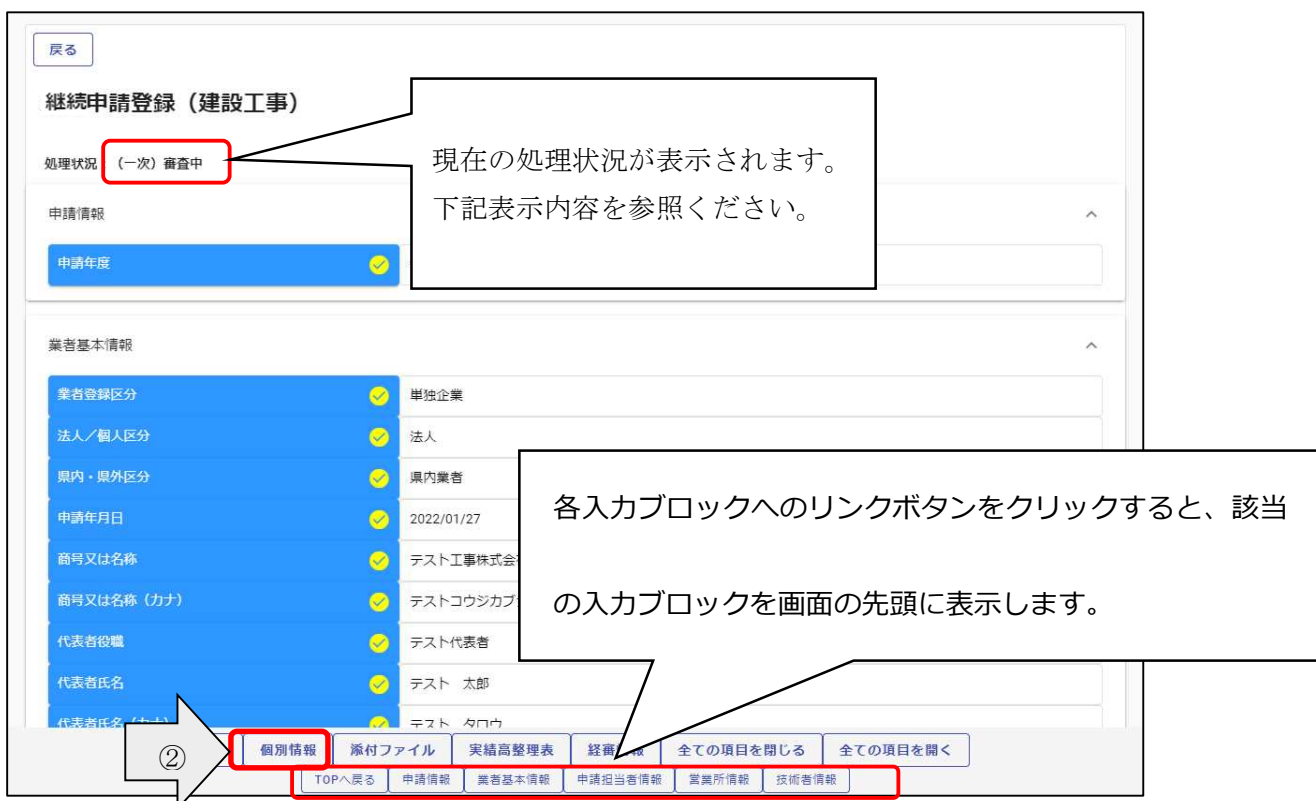 戻る
継続申請登録（建設工事）
処理状況：（一次）審査中
現在の処理状況が表示されます。
下記表示内容を参照ください。
申請情報
申請年度
業者基本情報
業者登録区分 単独企業
法人／個人区分 法人
県内・県外区分 県内業者
申請年月日 2022/01/27
商号又は名称 テスト工事株式会
商号又は名称（カナ） テストコウジカブ
代表者役職 テスト代表者
代表者氏名 テスト 太郎
代表者氏名（カナ） テスト タロウ
各入力ブロックへのリンクボタンをクリックすると、該当
の入力ブロックを画面の先頭に表示します。
②
個別情報 添付ファイル 実績高整理表 経審情報 全ての項目を閉じる 全ての項目を開く
TOPへ戻る 申請情報 業者基本情報 申請担当者情報 営業所情報 技術者情報